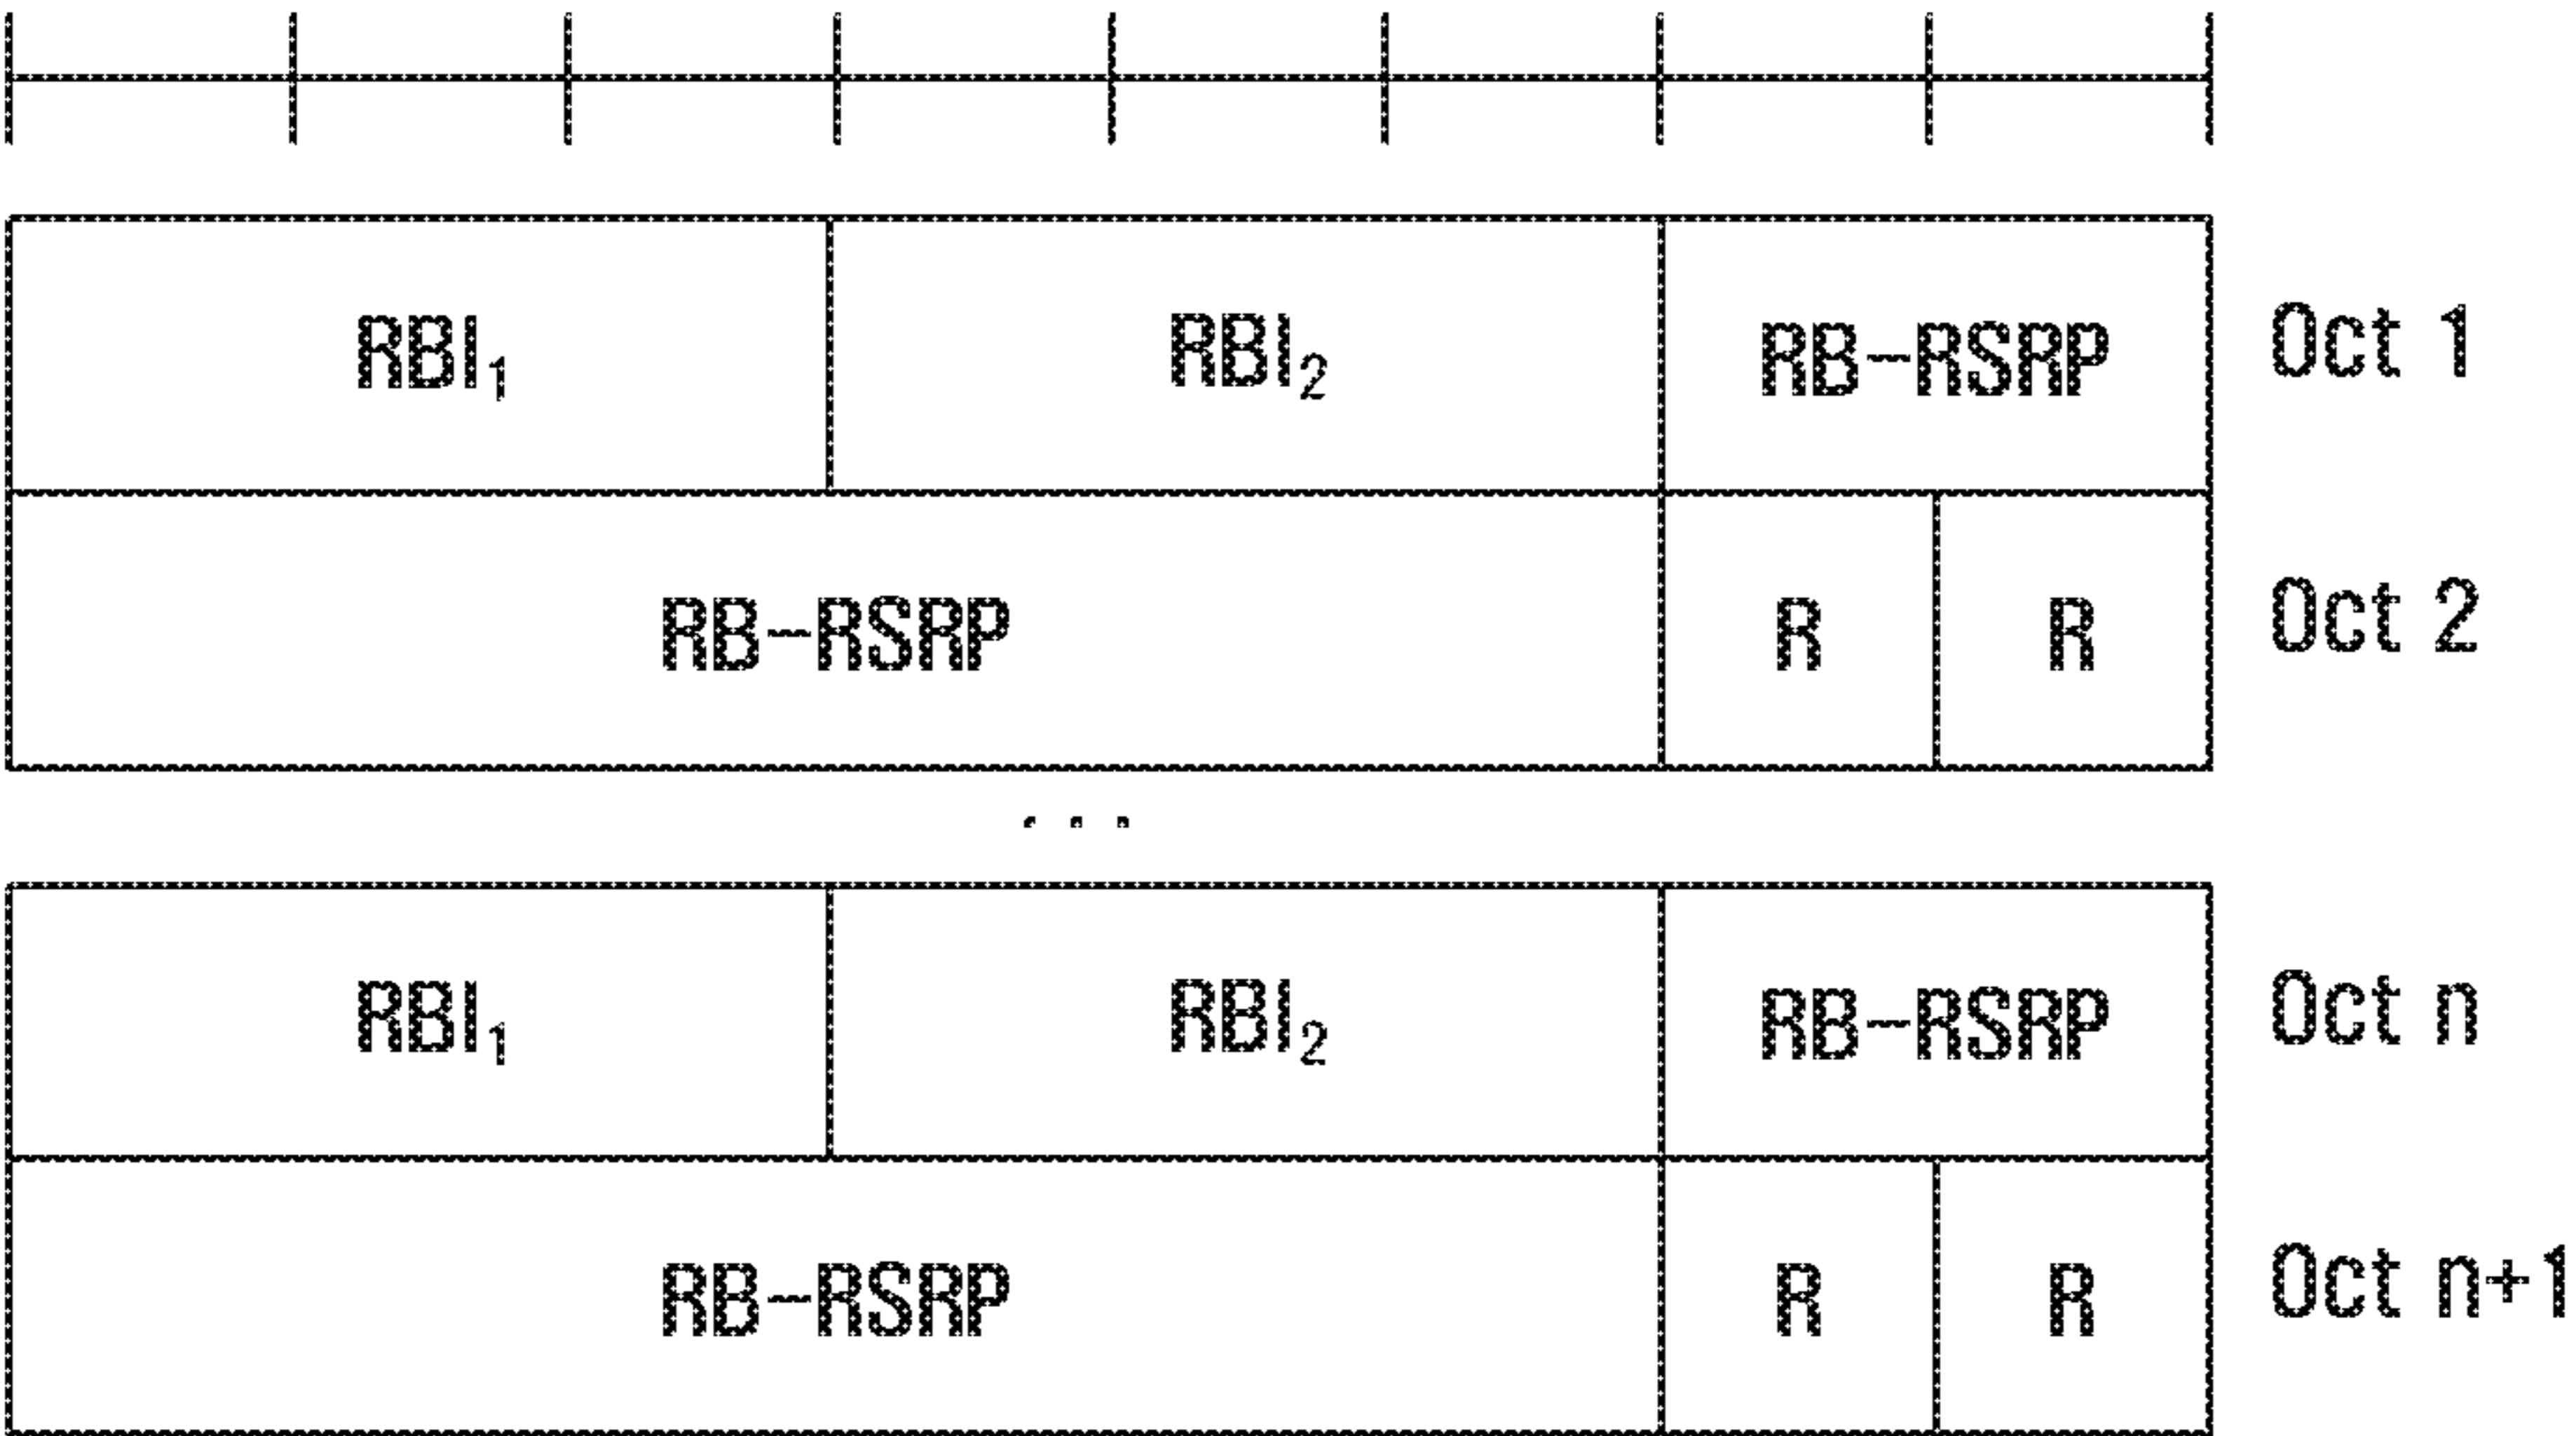 RBI₁ RBI₂ RB-RSRP Oct 1
RB-RSRP R R Oct 2
...
RBI₁ RBI₂ RB-RSRP Oct n
RB-RSRP R R Oct n+1